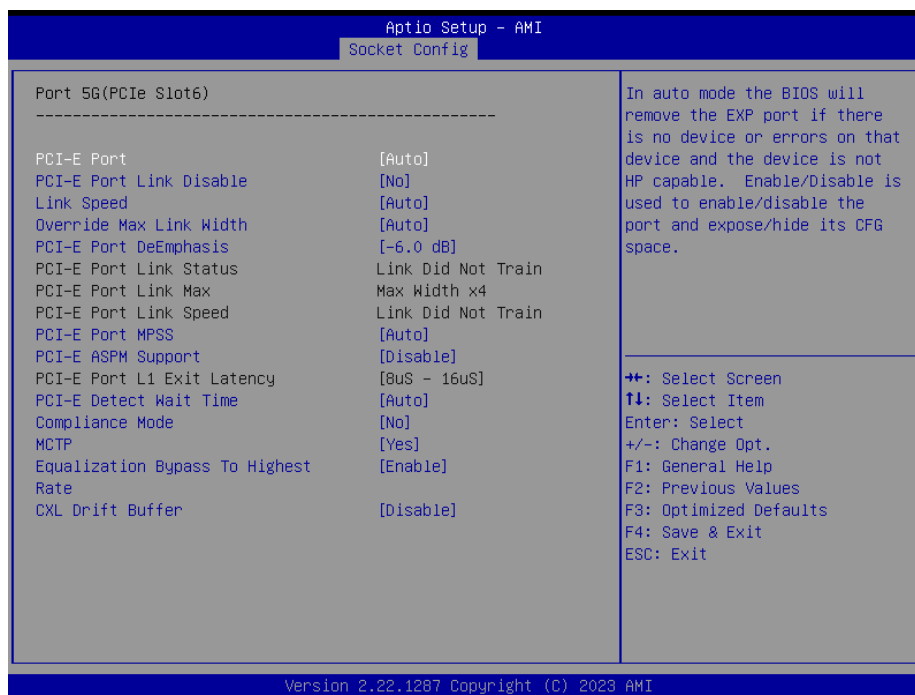 Aptio Setup – AMI
Socket Config
Port 5G(PCIe Slot6)
--------------------------------------------------
PCI-E Port [Auto]
PCI-E Port Link Disable [No]
Link Speed [Auto]
Override Max Link Width [Auto]
PCI-E Port DeEmphasis [-6.0 dB]
PCI-E Port Link Status Link Did Not Train
PCI-E Port Link Max Max Width x4
PCI-E Port Link Speed Link Did Not Train
PCI-E Port MPSS [Auto]
PCI-E ASPM Support [Disable]
PCI-E Port L1 Exit Latency [8uS - 16uS]
PCI-E Detect Wait Time [Auto]
Compliance Mode [No]
MCTP [Yes]
Equalization Bypass To Highest [Enable]
Rate
CXL Drift Buffer [Disable]
In auto mode the BIOS will
remove the EXP port if there
is no device or errors on that
device and the device is not
HP capable.  Enable/Disable is
used to enable/disable the
port and expose/hide its CFG
space.
→←: Select Screen
↑↓: Select Item
Enter: Select
+/-: Change Opt.
F1: General Help
F2: Previous Values
F3: Optimized Defaults
F4: Save & Exit
ESC: Exit
Version 2.22.1287 Copyright (C) 2023 AMI